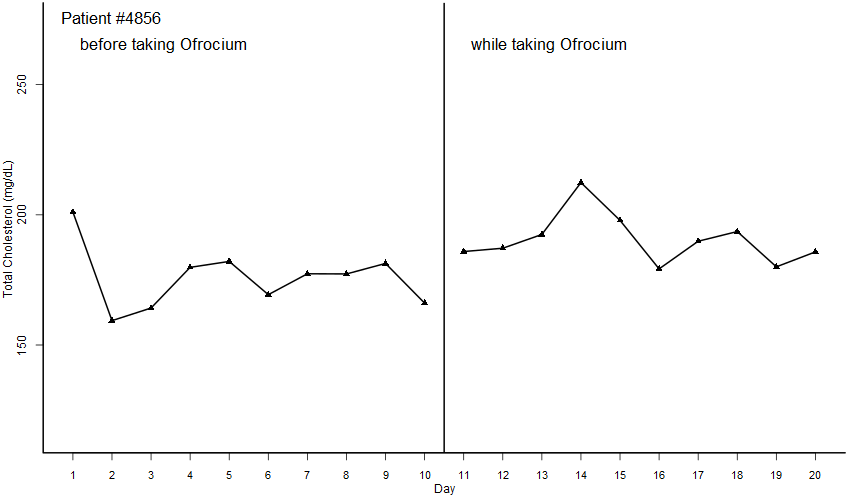 Patient #4856
before taking Ofrocium
while taking Ofrocium
Total Cholesterol (mg/dL)
250
200
150
1 2 3 4 5 6 7 8 9 10 11 12 13 14 15 16 17 18 19 20
Day